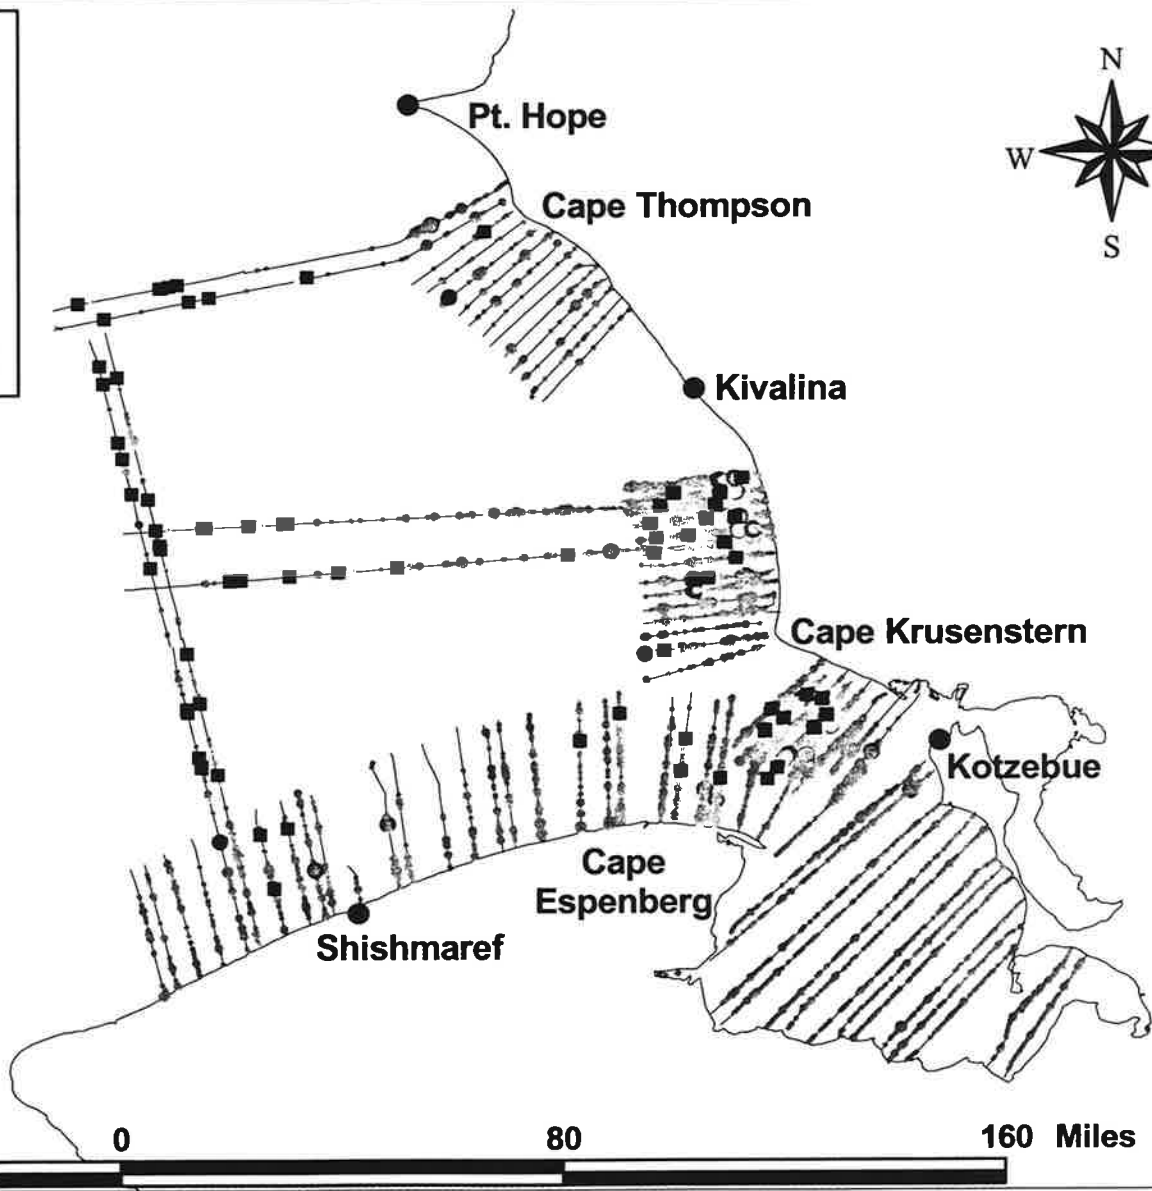 N
Pt. Hope
W
Cape Thompson
S
Kivalina
Cape Krusenstern
Kotzebue
Cape
Espenberg
Shishmaref
0 80 160 Miles